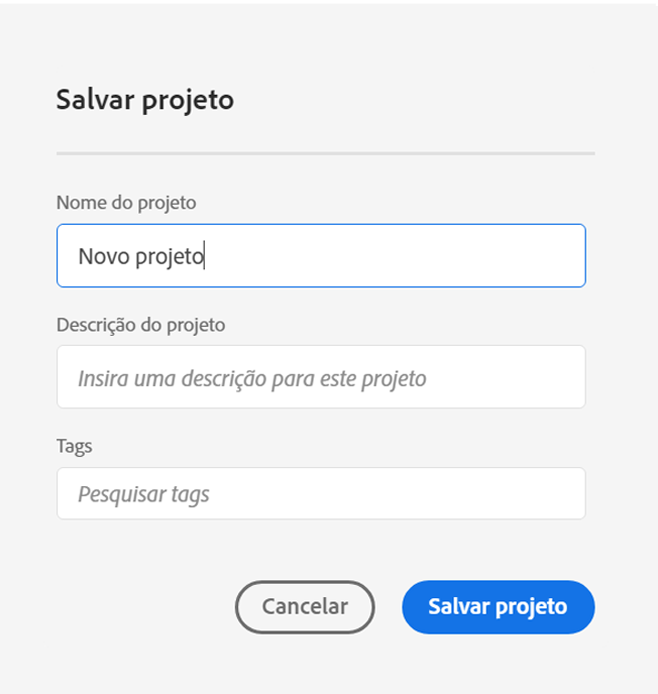 Salvar projeto
Nome do projeto
Novo projeto
Descrição do projeto
Insira uma descrição para este projeto
Tags
Pesquisar tags
Cancelar
Salvar projeto